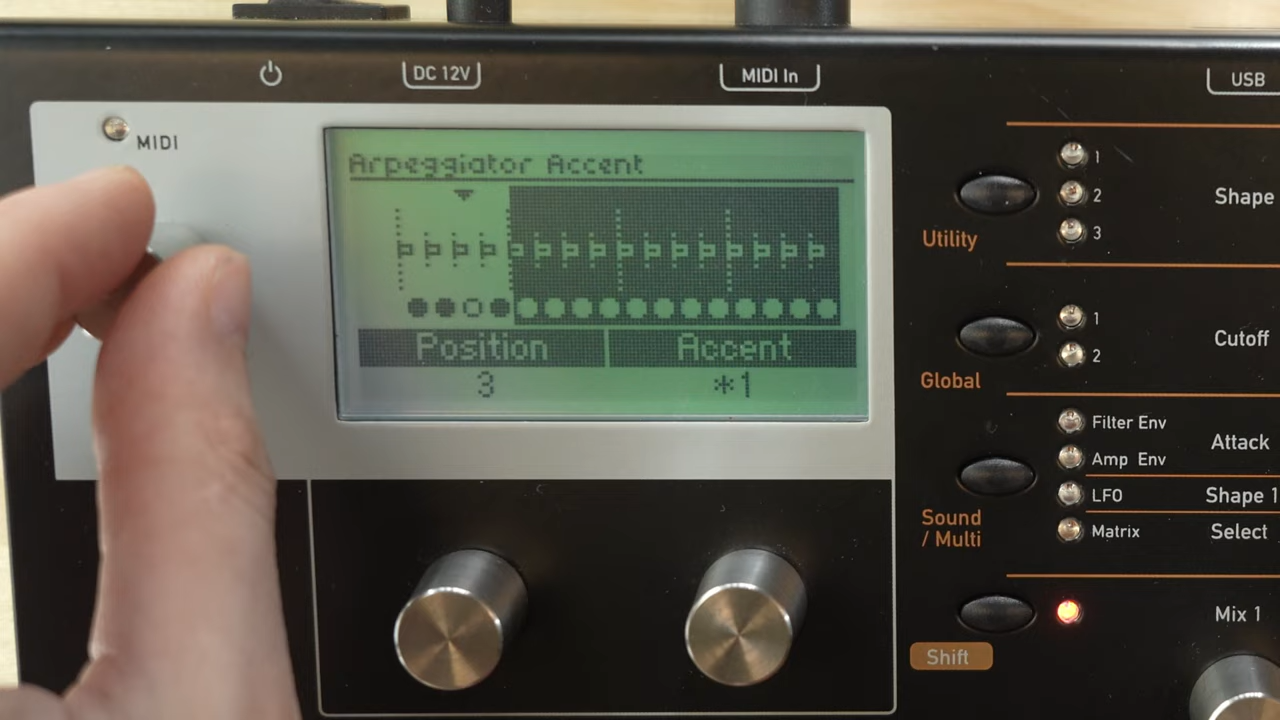 DC 12V
MIDI In
USB
MIDI
Arpeggiator Accent
Position
Accent
3
*1
1
2
3
Shape
Utility
1
2
Cutoff
Global
Filter Env
Amp Env
Attack
LFO
Shape 1
Matrix
Select
Sound
/ Multi
Mix 1
Shift